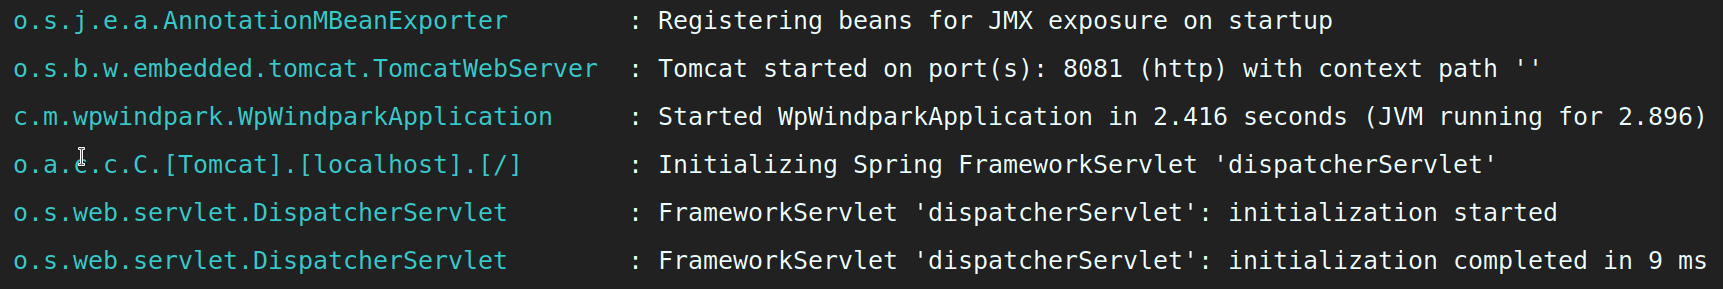 o.s.j.e.a.AnnotationMBeanExporter : Registering beans for JMX exposure on startup
o.s.b.w.embedded.tomcat.TomcatWebServer : Tomcat started on port(s): 8081 (http) with context path ''
c.m.wpwindpark.WpWindparkApplication : Started WpWindparkApplication in 2.416 seconds (JVM running for 2.896)
o.a.c.c.C.[Tomcat].[localhost].[/] : Initializing Spring FrameworkServlet 'dispatcherServlet'
o.s.web.servlet.DispatcherServlet : FrameworkServlet 'dispatcherServlet': initialization started
o.s.web.servlet.DispatcherServlet : FrameworkServlet 'dispatcherServlet': initialization completed in 9 ms